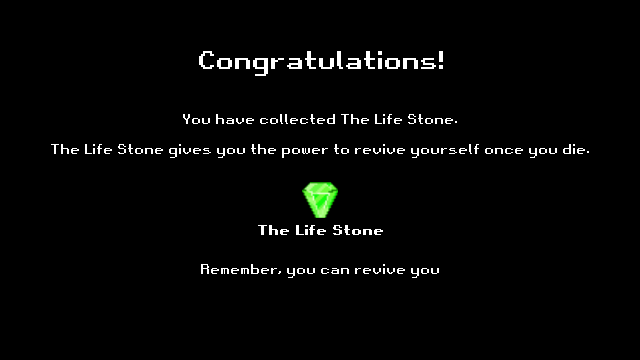 Congratulations!
You have collected The Life Stone.
The Life Stone gives you the power to revive yourself once you die.
The Life Stone
Remember, you can revive you